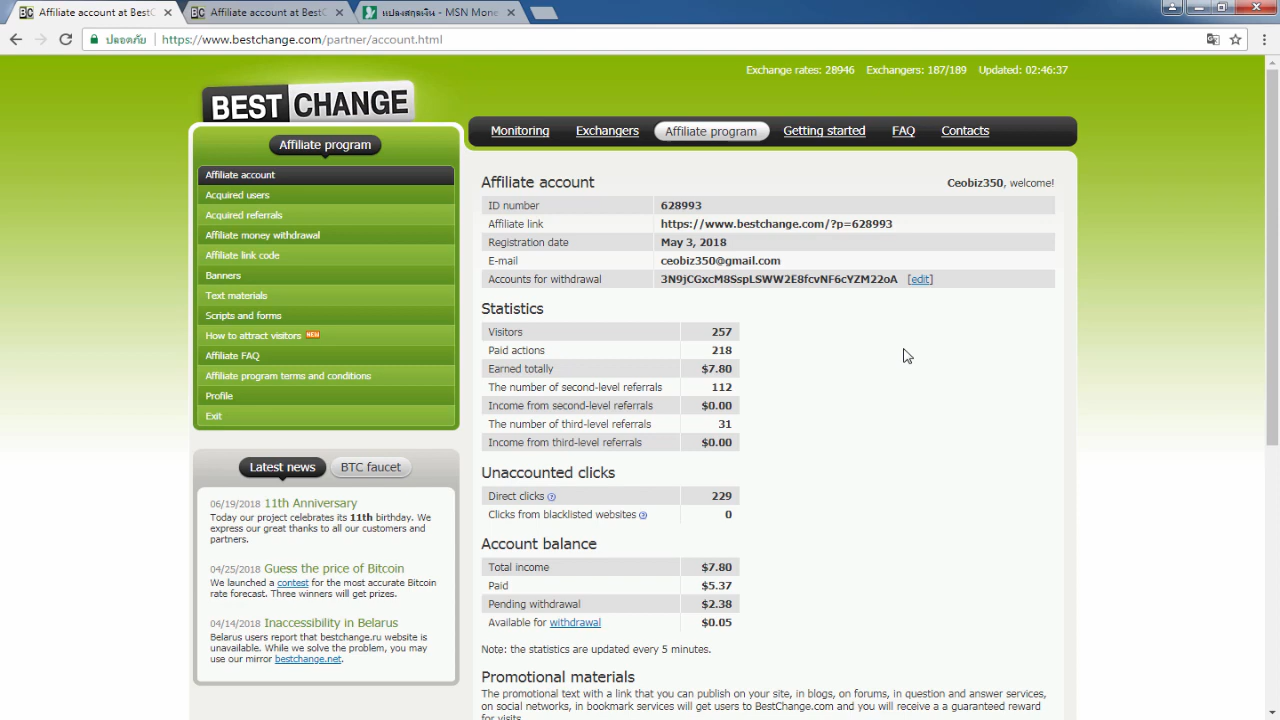 Affiliate account at BestC
Affiliate account at BestC
แปลงสกุลเงิน - MSN Mone
ปลอดภัย
https://www.bestchange.com/partner/account.html
Exchange rates: 28946 Exchangers: 187/189 Updated: 02:46:37
BEST CHANGE
Monitoring Exchangers Affiliate program Getting started FAQ Contacts
Affiliate program
Affiliate account
Acquired users
Acquired referrals
Affiliate money withdrawal
Affiliate link code
Banners
Text materials
Scripts and forms
How to attract visitors NEW
Affiliate FAQ
Affiliate program terms and conditions
Profile
Exit
Latest news BTC faucet
06/19/2018 11th Anniversary
Today our project celebrates its 11th birthday. We
express our great thanks to all our customers and
partners.
04/25/2018 Guess the price of Bitcoin
We launched a contest for the most accurate Bitcoin
rate forecast. Three winners will get prizes.
04/14/2018 Inaccessibility in Belarus
Belarus users report that bestchange.ru website is
unavailable. While we solve the problem, you may
use our mirror bestchange.net.
Affiliate account Ceobiz350, welcome!
ID number 628993
Affiliate link https://www.bestchange.com/?p=628993
Registration date May 3, 2018
E-mail ceobiz350@gmail.com
Accounts for withdrawal 3N9jCGxcM8SspLSWW2E8fcvNF6cYZM22oA [edit]
Statistics
Visitors 257
Paid actions 218
Earned totally $7.80
The number of second-level referrals 112
Income from second-level referrals $0.00
The number of third-level referrals 31
Income from third-level referrals $0.00
Unaccounted clicks
Direct clicks 229
Clicks from blacklisted websites 0
Account balance
Total income $7.80
Paid $5.37
Pending withdrawal $2.38
Available for withdrawal $0.05
Note: the statistics are updated every 5 minutes.
Promotional materials
The promotional text with a link that you can publish on your site, in blogs, on forums, in question and answer services,
on social networks, in bookmark services will get users to BestChange.com and you will receive a a guaranteed reward
for visits.